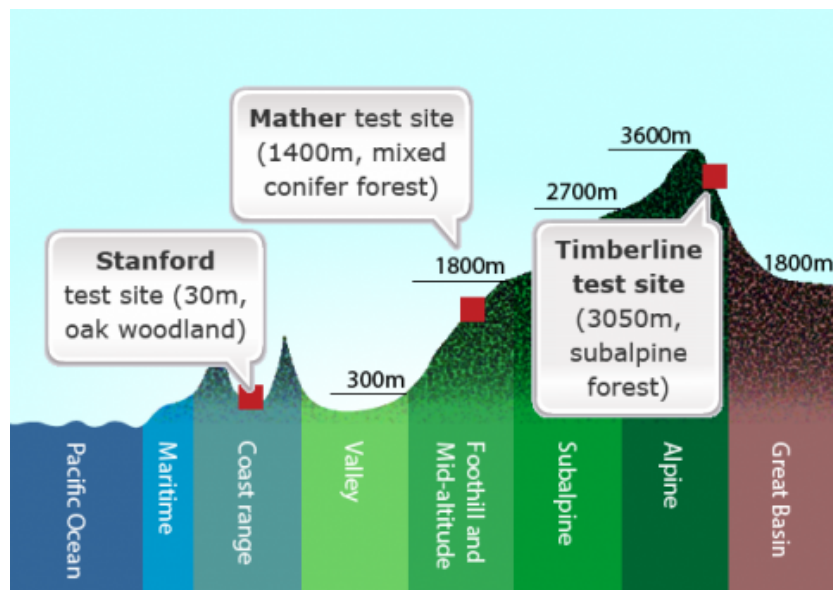 Mather test site
(1400m, mixed
conifer forest)
3600m
2700m
Stanford
test site (30m,
oak woodland)
1800m
Timberline
test site
(3050m,
subalpine
forest)
1800m
300m
Pacific Ocean
Maritime
Coast range
Valley
Foothill and
Mid-altitude
Subalpine
Alpine
Great Basin